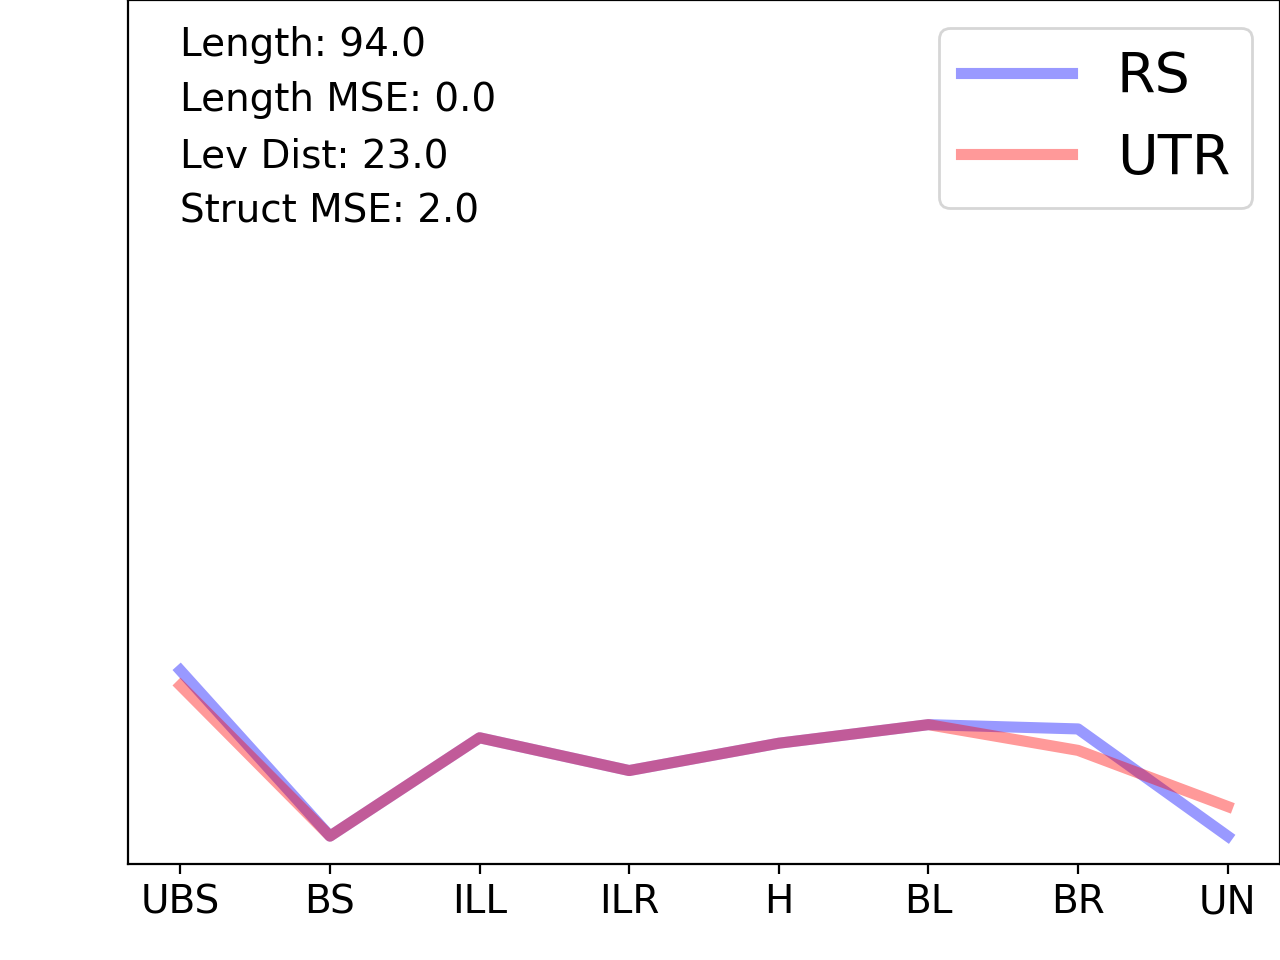 Length: 94.0
Length MSE: 0.0
Lev Dist: 23.0
Struct MSE: 2.0
RS
UTR
UBS BS ILL ILR H BL BR UN